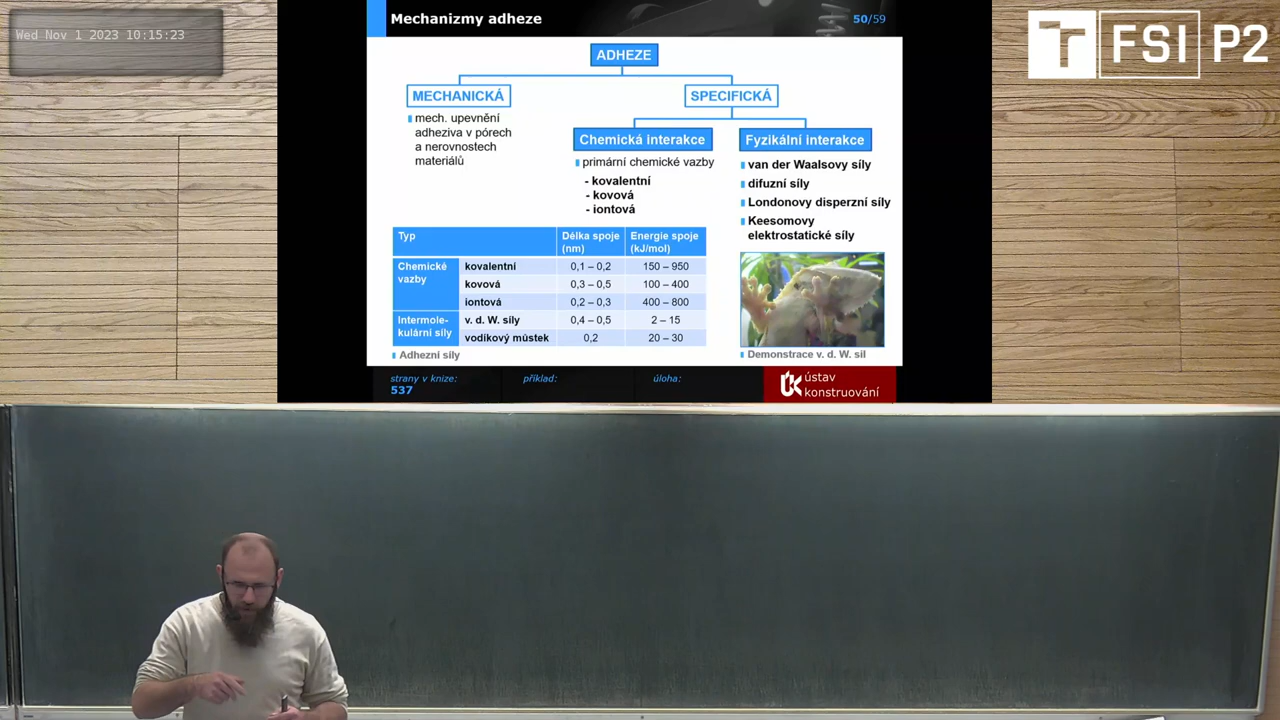 Wed Nov 1 2023 10:15:23
Mechanizmy adheze
50/59
FSI P2
ADHEZE
MECHANICKÁ
SPECIFICKÁ
mech. upevnění
adheziva v pórech
a nerovnostech
materiálů
Chemická interakce
primární chemické vazby
- kovalentní
- kovová
- iontová
Fyzikální interakce
van der Waalsovy síly
difuzní síly
Londonovy disperzní síly
Keesomovy
elektrostatické síly
Typ Délka spoje (nm) Energie spoje (kJ/mol)
Chemické vazby kovalentní 0,1 – 0,2 150 – 950
kovová 0,3 – 0,5 100 – 400
iontová 0,2 – 0,3 400 – 800
Intermole-kulární síly v. d. W. síly 0,4 – 0,5 2 – 15
vodíkový můstek 0,2 20 – 30
Adhezní síly
Demonstrace v. d. W. sil
strany v knize: příklad: úloha:
537
ústav
konstruování